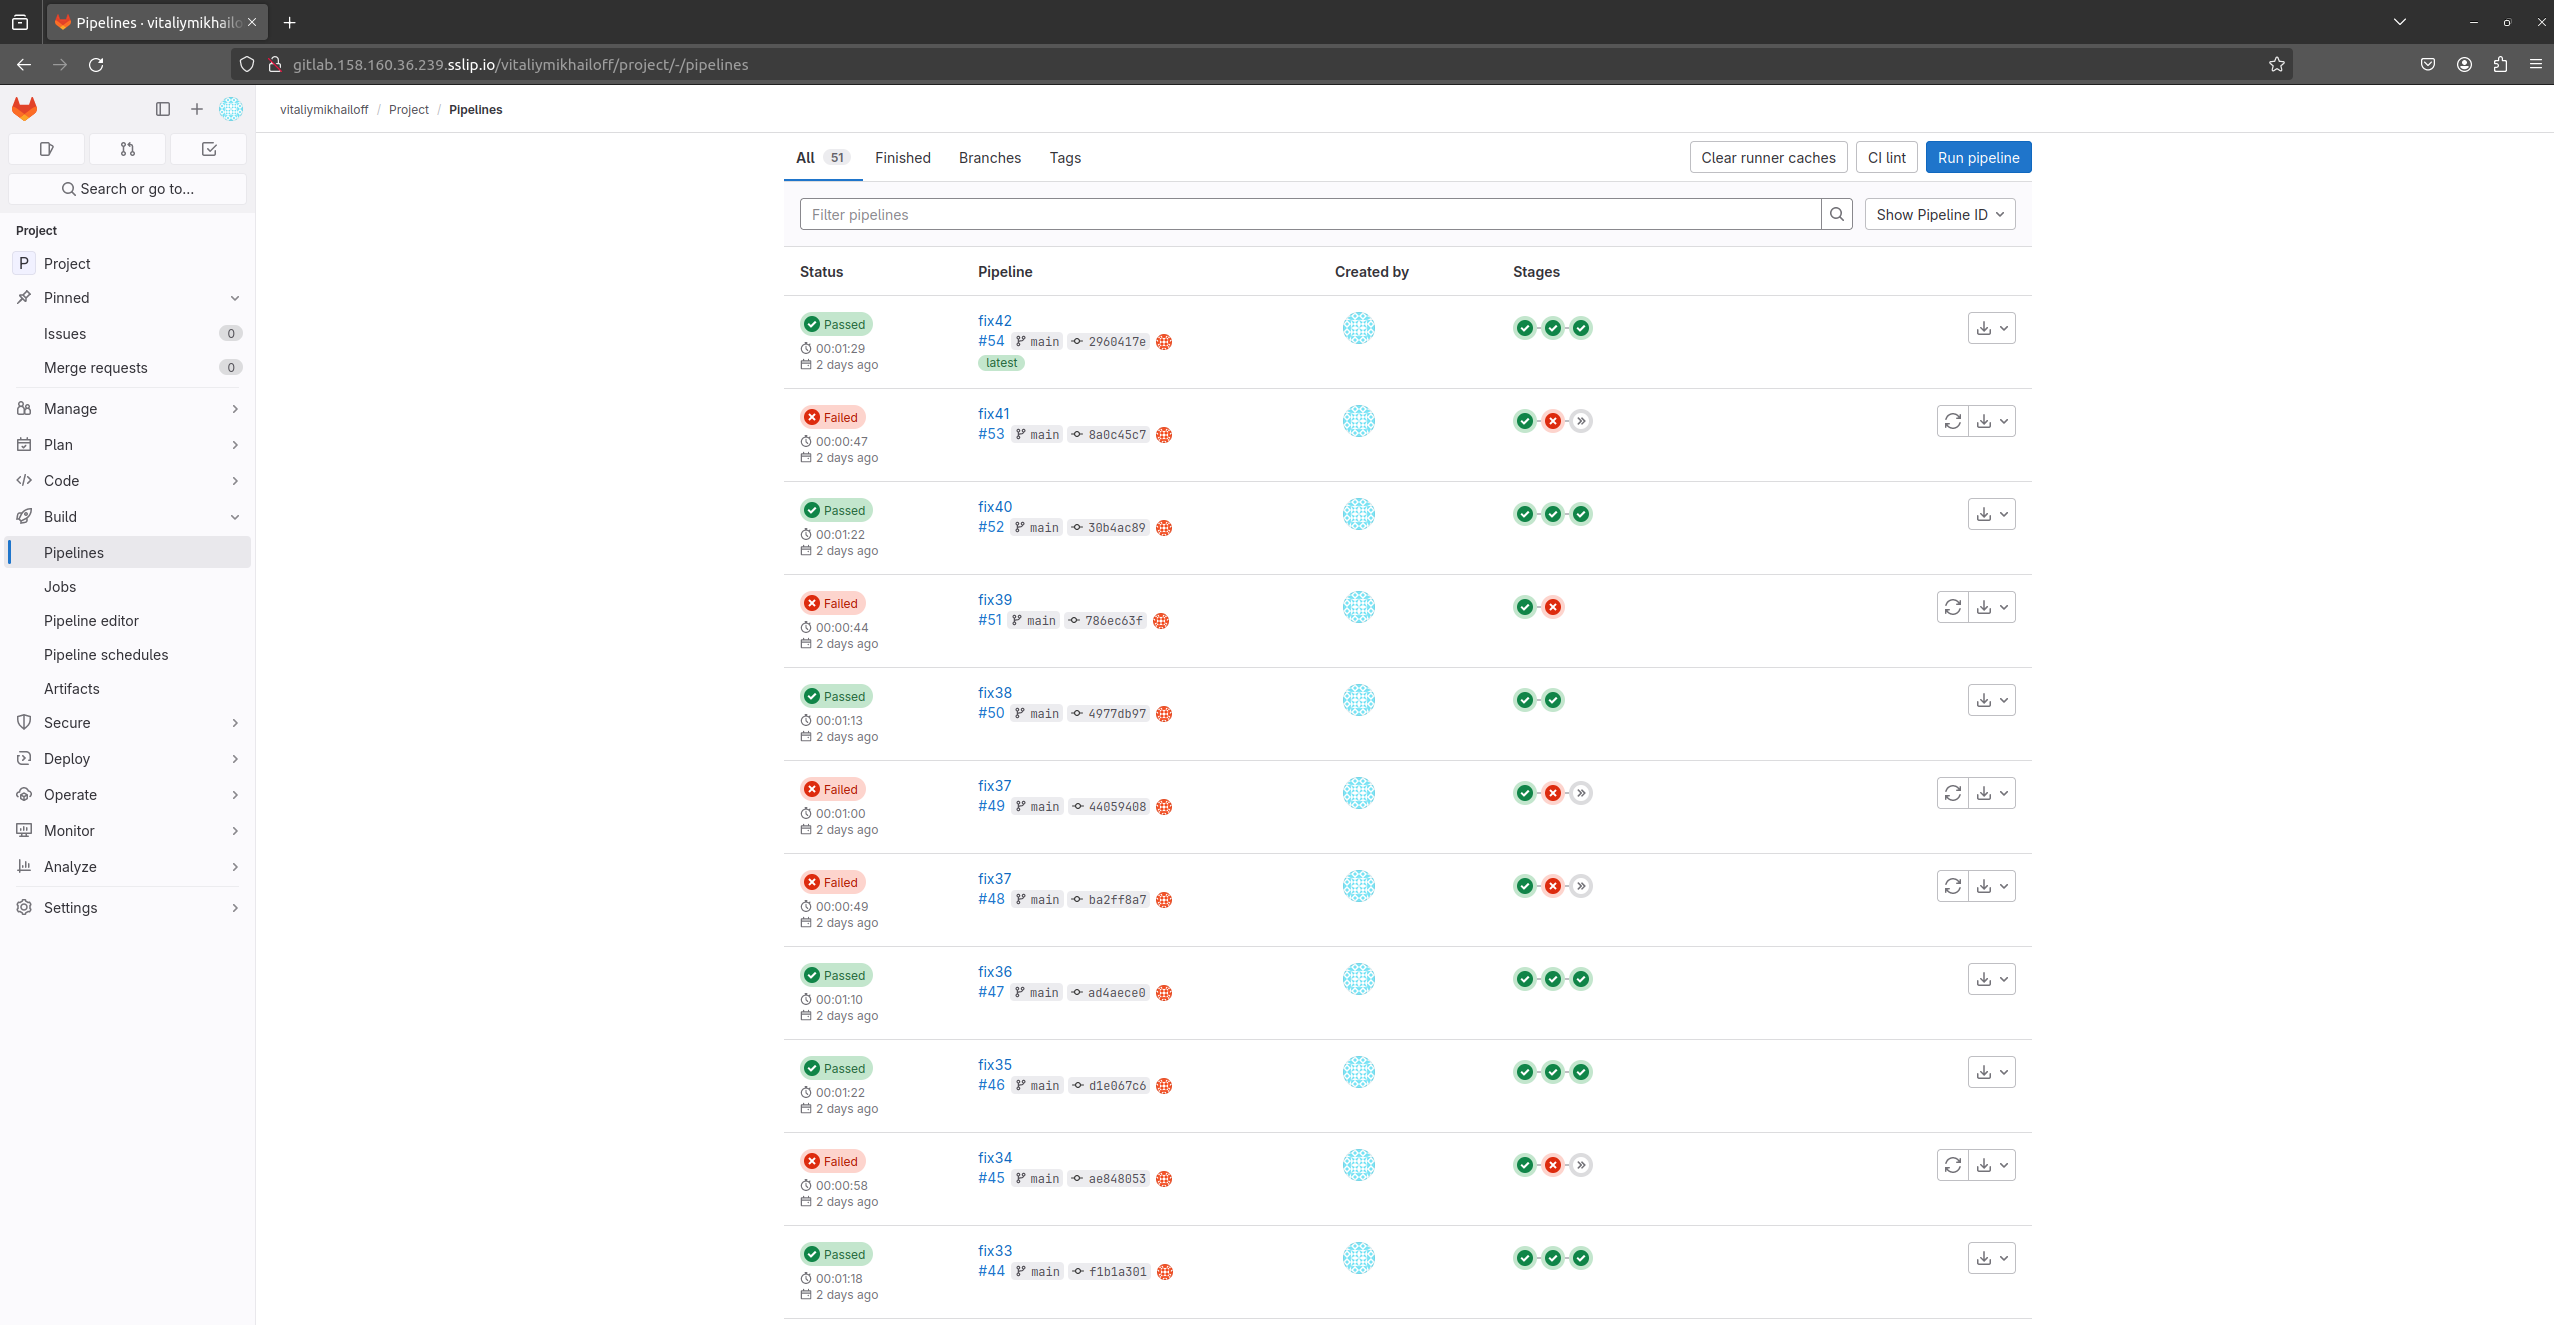 Pipelines · vitaliymikhailo
gitlab.158.160.36.239.sslip.io/vitaliymikhailoff/project/-/pipelines
Search or go to...
Project
P Project
Pinned
Issues 0
Merge requests 0
Manage
Plan
Code
Build
Pipelines
Jobs
Pipeline editor
Pipeline schedules
Artifacts
Secure
Deploy
Operate
Monitor
Analyze
Settings
vitaliymikhailoff / Project / Pipelines
All 51 Finished Branches Tags
Clear runner caches CI lint Run pipeline
Filter pipelines Show Pipeline ID
Status Pipeline Created by Stages
Passed fix42
00:01:29 #54 main 2960417e
2 days ago latest
Failed fix41
00:00:47 #53 main 8a0c45c7
2 days ago
Passed fix40
00:01:22 #52 main 30b4ac89
2 days ago
Failed fix39
00:00:44 #51 main 786ec63f
2 days ago
Passed fix38
00:01:13 #50 main 4977db97
2 days ago
Failed fix37
00:01:00 #49 main 44059408
2 days ago
Failed fix37
00:00:49 #48 main ba2ff8a7
2 days ago
Passed fix36
00:01:10 #47 main ad4aece0
2 days ago
Passed fix35
00:01:22 #46 main d1e067c6
2 days ago
Failed fix34
00:00:58 #45 main ae848053
2 days ago
Passed fix33
00:01:18 #44 main f1b1a301
2 days ago